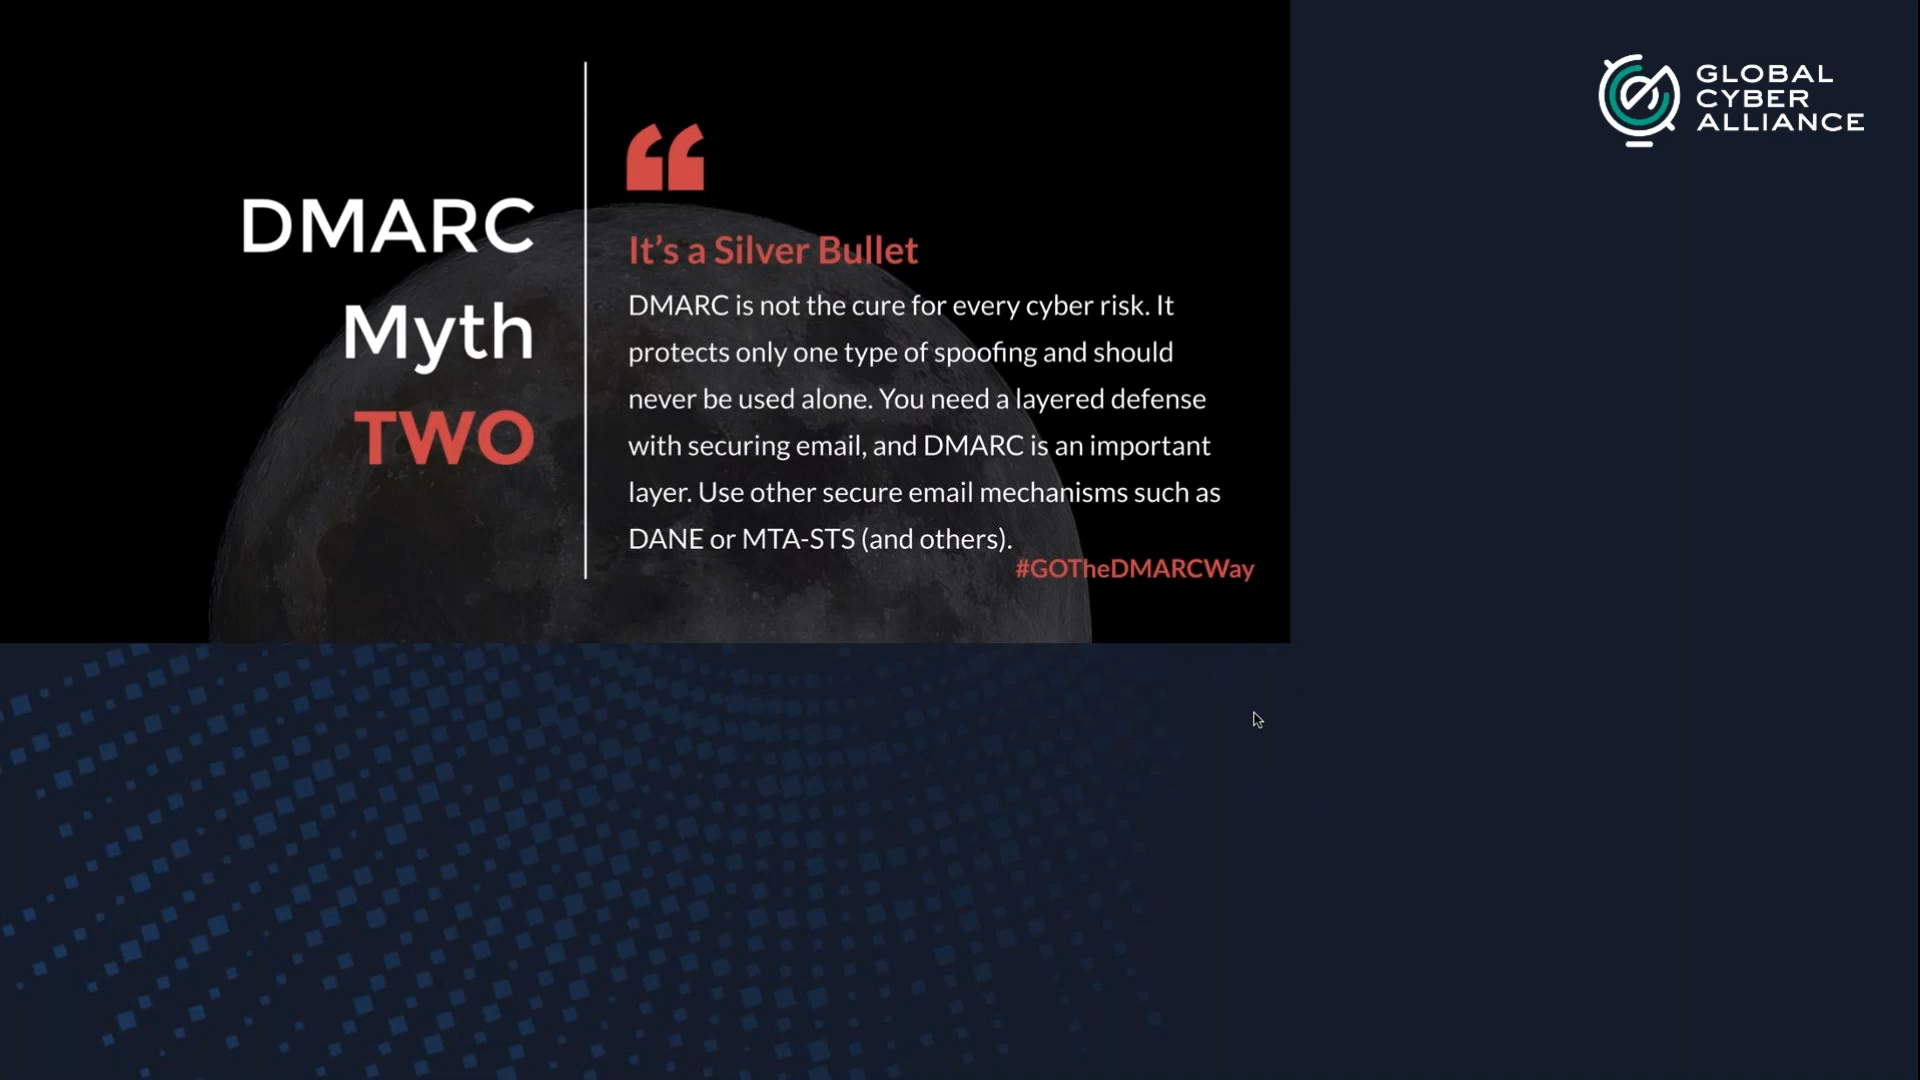 DMARC
Myth
TWO
“
It’s a Silver Bullet
DMARC is not the cure for every cyber risk. It
protects only one type of spoofing and should
never be used alone. You need a layered defense
with securing email, and DMARC is an important
layer. Use other secure email mechanisms such as
DANE or MTA-STS (and others).
#GOTheDMARCWay
GLOBAL
CYBER
ALLIANCE